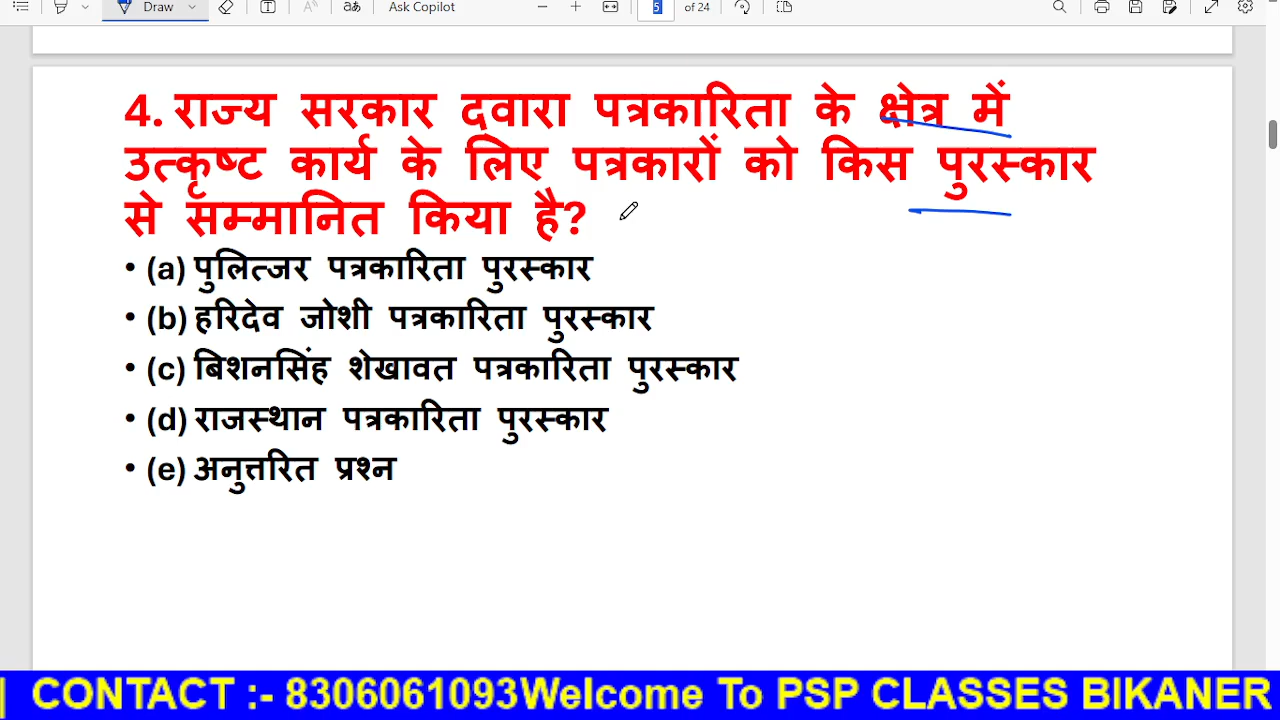 Draw
Ask Copilot
5 of 24
4. राज्य सरकार द्वारा पत्रकारिता के क्षेत्र में
उत्कृष्ट कार्य के लिए पत्रकारों को किस पुरस्कार
से सम्मानित किया है?
• (a) पुलित्जर पत्रकारिता पुरस्कार
• (b) हरिदेव जोशी पत्रकारिता पुरस्कार
• (c) बिशनसिंह शेखावत पत्रकारिता पुरस्कार
• (d) राजस्थान पत्रकारिता पुरस्कार
• (e) अनुत्तरित प्रश्न
| CONTACT :- 8306061093Welcome To PSP CLASSES BIKANER